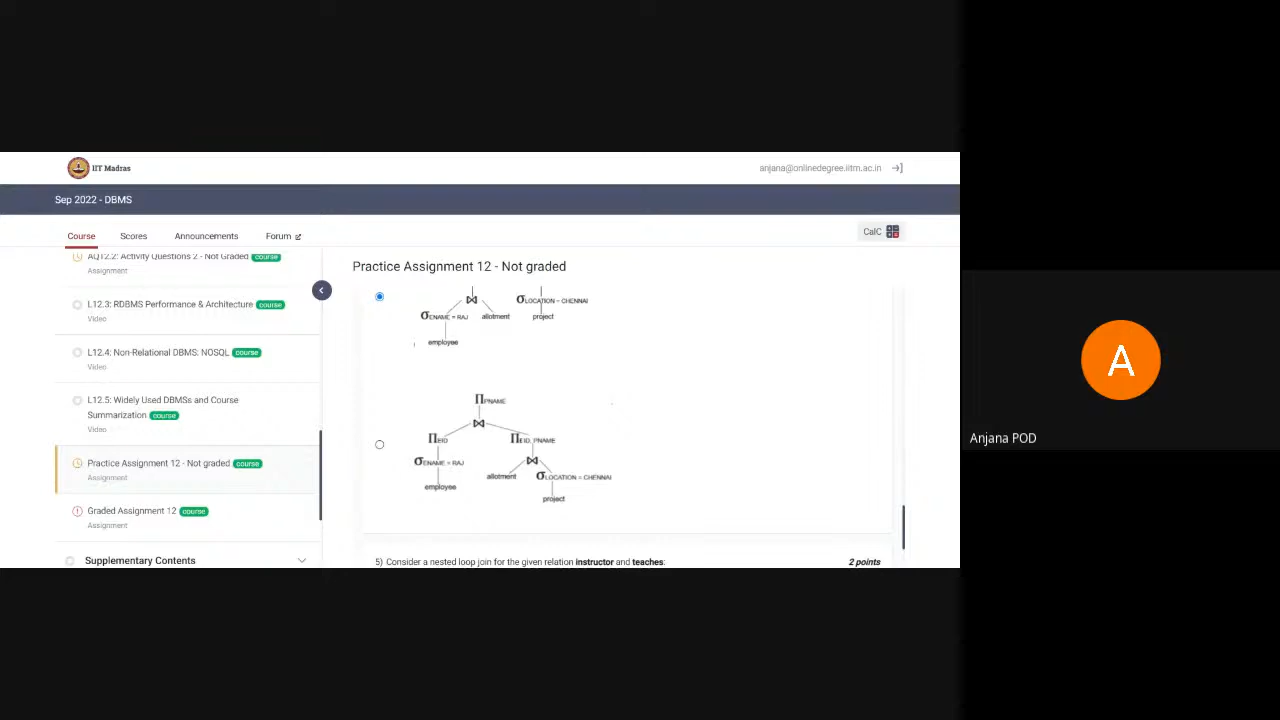 IIT Madras
anjana@onlinedegree.iitm.ac.in
Sep 2022 - DBMS
Course Scores Announcements Forum
CalC
AQ12.2: Activity Questions 2 - Not Graded course
Assignment
L12.3: RDBMS Performance & Architecture course
Video
L12.4: Non-Relational DBMS: NOSQL course
Video
L12.5: Widely Used DBMSs and Course
Summarization course
Video
Practice Assignment 12 - Not graded course
Assignment
Graded Assignment 12 course
Assignment
Supplementary Contents
Practice Assignment 12 - Not graded
⋈ σLOCATION = CHENNAI
σENAME = RAJ allotment project
employee
ΠPNAME
⋈
ΠEID ΠEID, PNAME
σENAME = RAJ ⋈
allotment σLOCATION = CHENNAI
employee
project
5) Consider a nested loop join for the given relation instructor and teaches: 2 points
A
Anjana POD